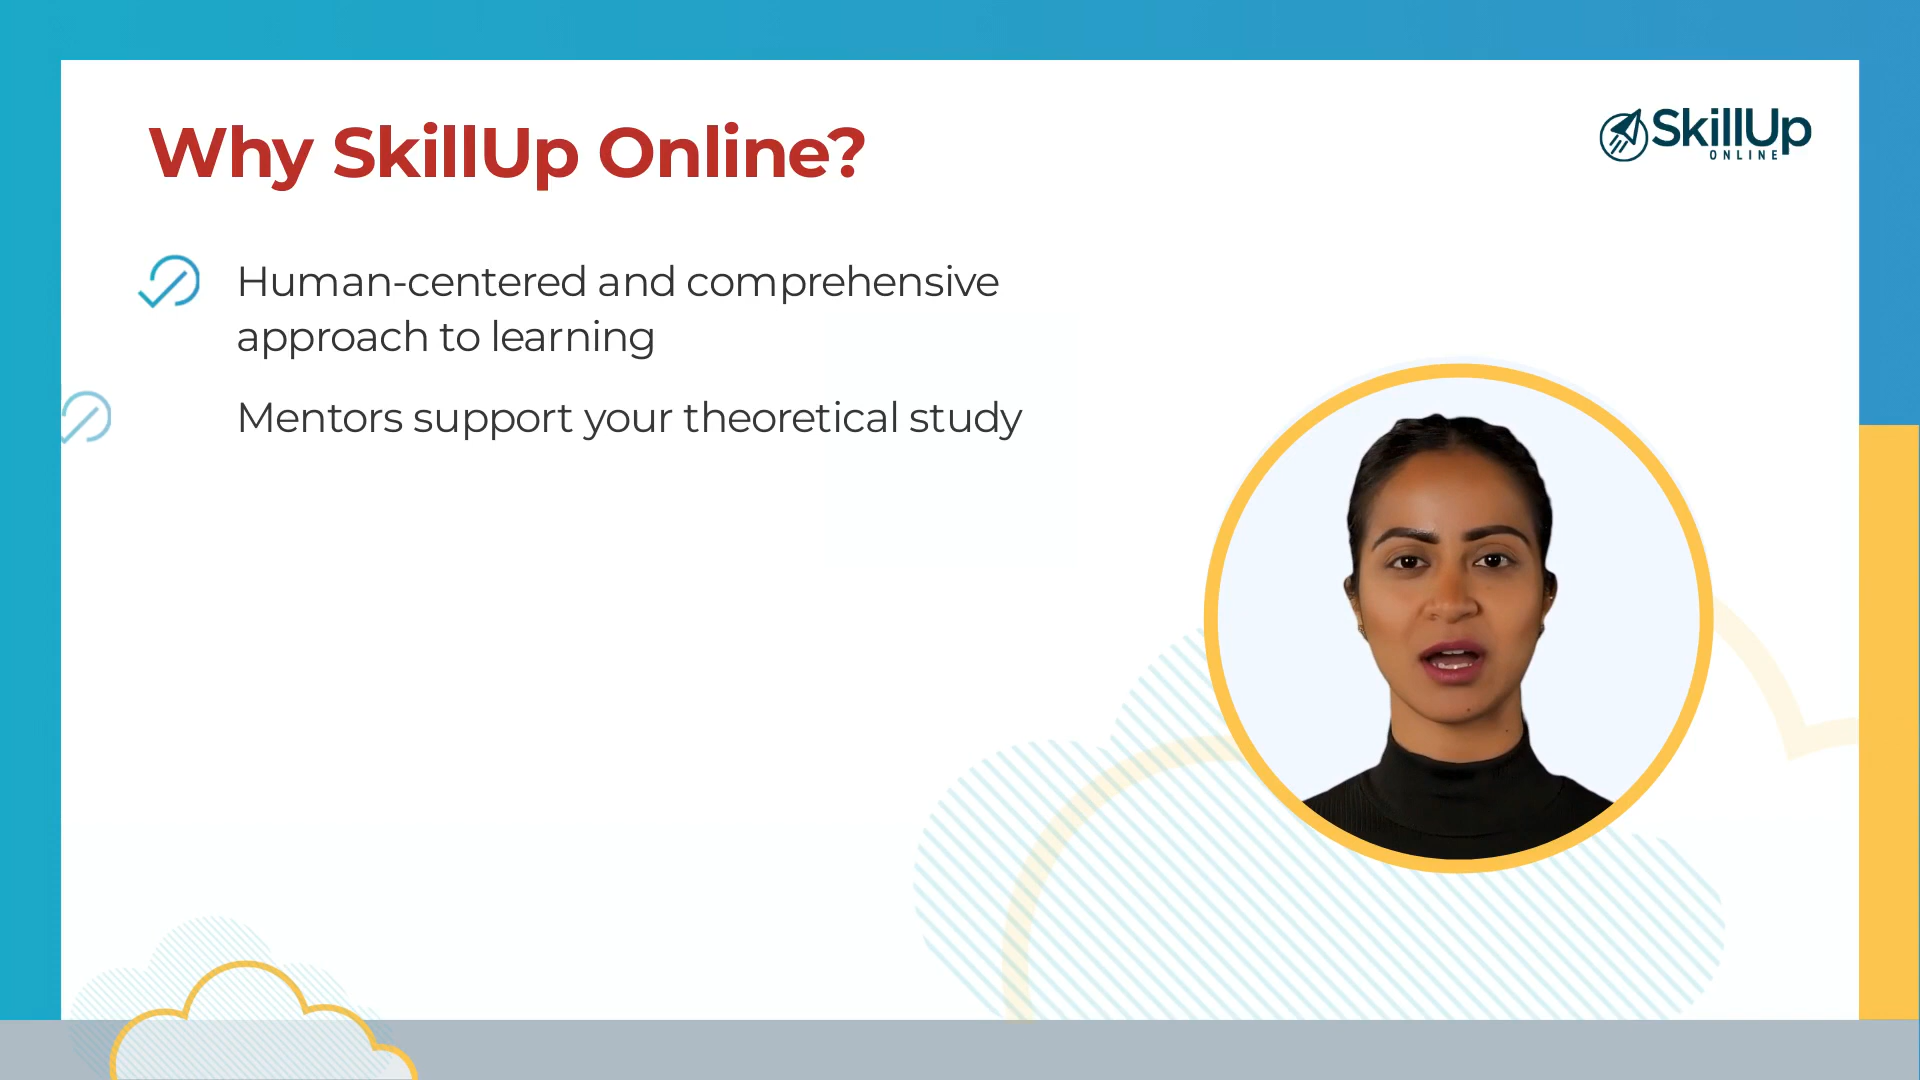 Why SkillUp Online?
SkillUp
ONLINE
Human-centered and comprehensive
approach to learning
Mentors support your theoretical study